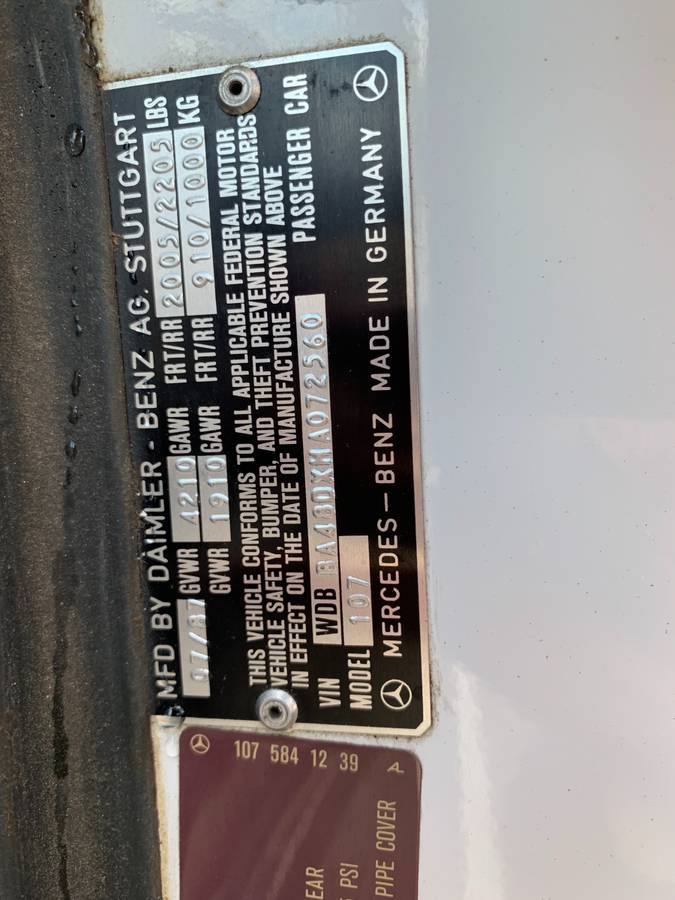 MFD BY DAIMLER - BENZ AG. STUTTGART
07/87 GVWR 4210 GAWR FRT/RR 2005/2205 LBS
GVWR 1910 GAWR FRT/RR 910/1000 KG
THIS VEHICLE CONFORMS TO ALL APPLICABLE FEDERAL MOTOR
VEHICLE SAFETY, BUMPER, AND THEFT PREVENTION STANDARDS
IN EFFECT ON THE DATE OF MANUFACTURE SHOWN ABOVE
VIN WDB BA48DXHA072560 PASSENGER CAR
MODEL 107
MERCEDES-BENZ MADE IN GERMANY
107 584 12 39 A
EAR
PSI
PIPE COVER